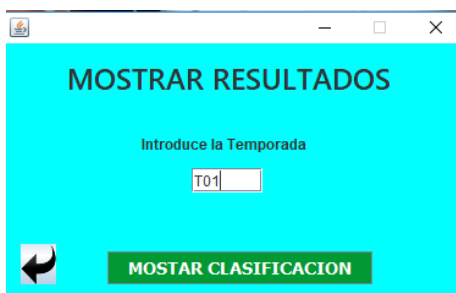 MOSTRAR RESULTADOS
Introduce la Temporada
T01
MOSTAR CLASIFICACION